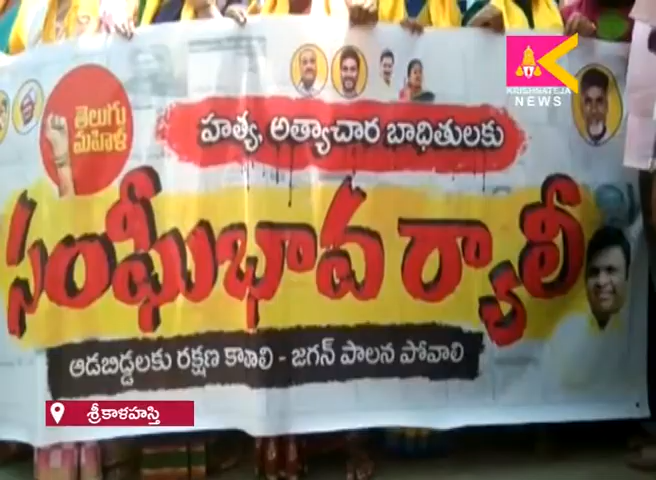 KRISHNATEJA
NEWS
తెలుగు
మహిళ
హత్య, అత్యాచార బాధితులకు
సంఘీభావ ర్యాలీ
ఆడబిడ్డలకు రక్షణ కావాలి - జగన్ పాలన పోవాలి
శ్రీకాళహస్తి